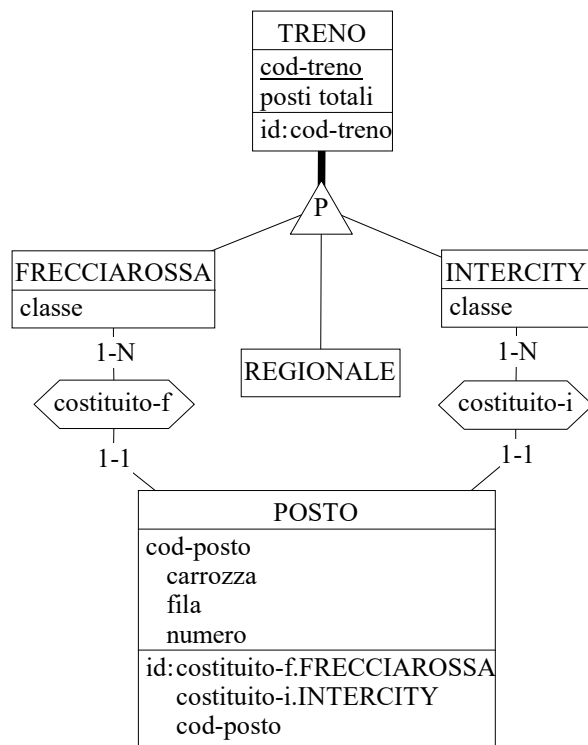 TRENO
cod-treno
posti totali
id:cod-treno
P
FRECCIAROSSA
classe
INTERCITY
classe
1-N
1-N
REGIONALE
costituito-f
costituito-i
1-1
1-1
POSTO
cod-posto
carrozza
fila
numero
id:costituito-f.FRECCIAROSSA
costituito-i.INTERCITY
cod-posto